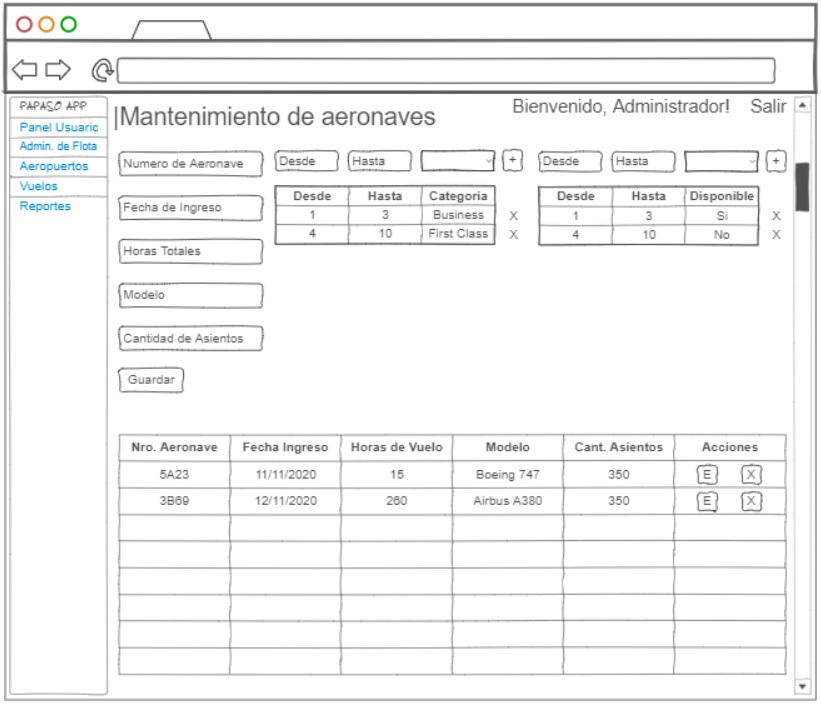 PAPASO APP
Panel Usuaric
Admin. de Flota
Aeropuertos
Vuelos
Reportes
Mantenimiento de aeronaves
Bienvenido, Administrador! Salir
Numero de Aeronave
Fecha de Ingreso
Horas Totales
Modelo
Cantidad de Asientos
Guardar
Desde Hasta +
Desde Hasta Categoria
1 3 Business X
4 10 First Class X
Desde Hasta +
Desde Hasta Disponible
1 3 Si X
4 10 No X
Nro. Aeronave Fecha Ingreso Horas de Vuelo Modelo Cant. Asientos Acciones
5A23 11/11/2020 15 Boeing 747 350 E X
3B69 12/11/2020 260 Airbus A380 350 E X